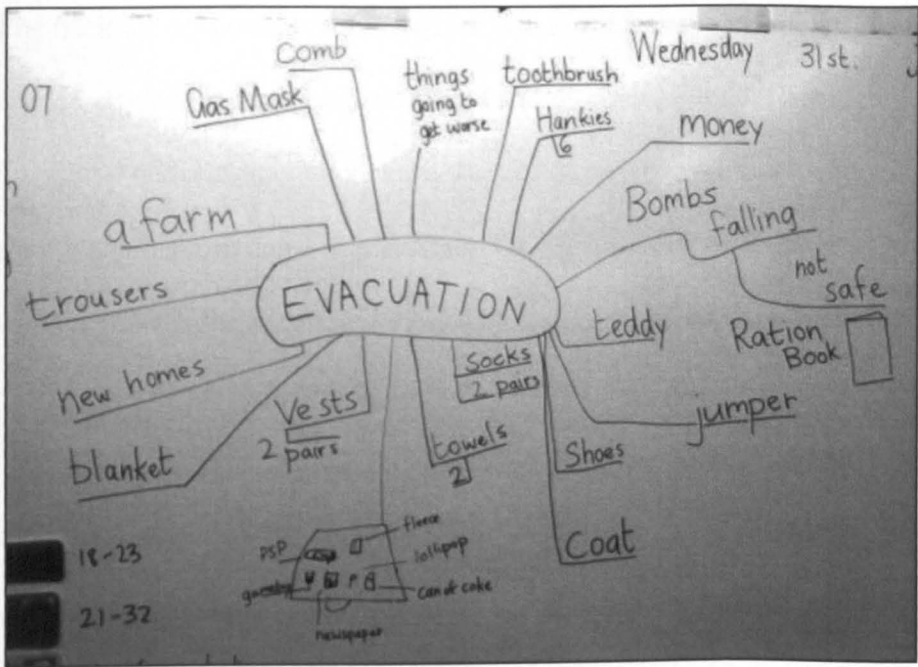 Wednesday
31st.
07
Comb
Gas Mask
things
going to
get worse
toothbrush
Hankies
6
money
a farm
Bombs
falling
not
safe
trousers
EVACUATION
teddy
Ration
Book
new homes
Vests
2 pairs
socks
2 pairs
jumper
blanket
towels
2
Shoes
Coat
18-23
21-32
PSP
fleece
lollipop
can of coke
newspaper